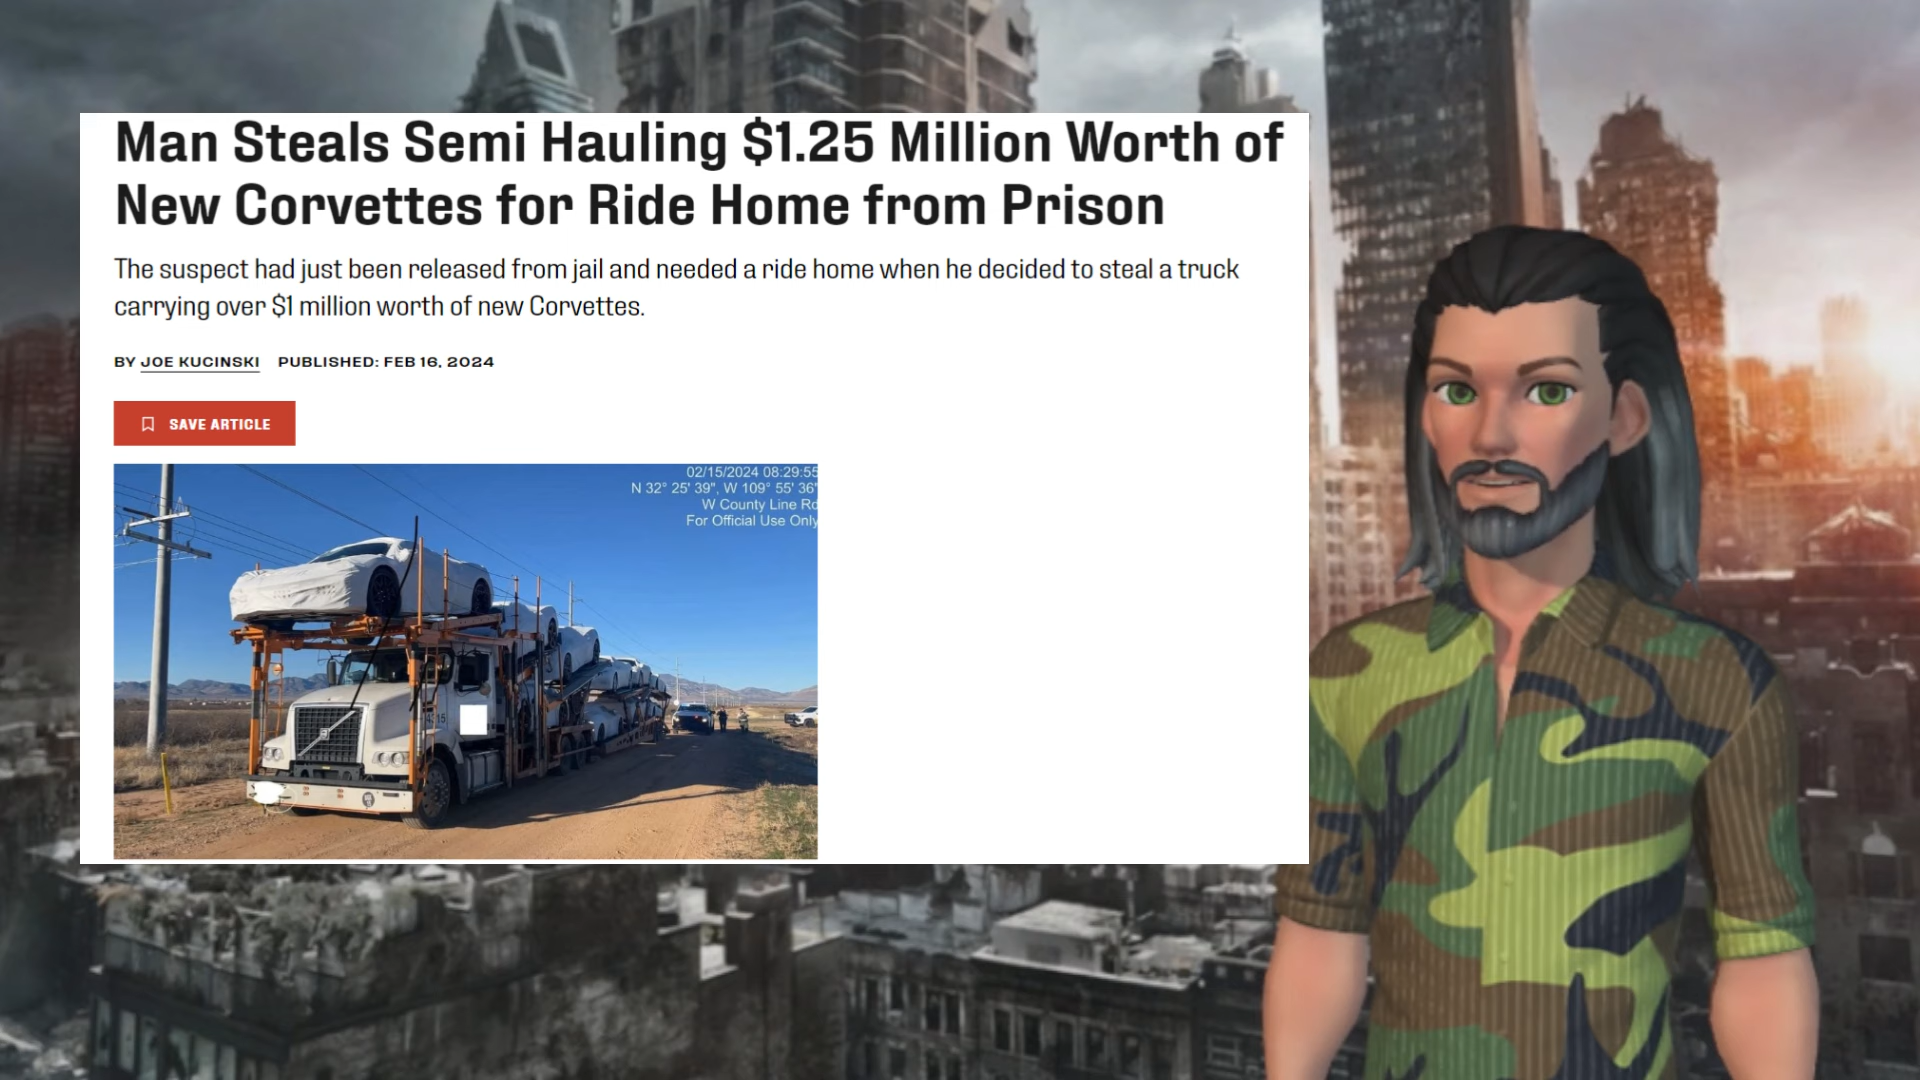 Man Steals Semi Hauling $1.25 Million Worth of
New Corvettes for Ride Home from Prison
The suspect had just been released from jail and needed a ride home when he decided to steal a truck
carrying over $1 million worth of new Corvettes.
BY JOE KUCINSKI PUBLISHED: FEB 16, 2024
SAVE ARTICLE
02/15/2024 08:29:55
N 32° 25' 39", W 109° 55' 36"
W County Line Rd
For Official Use Only